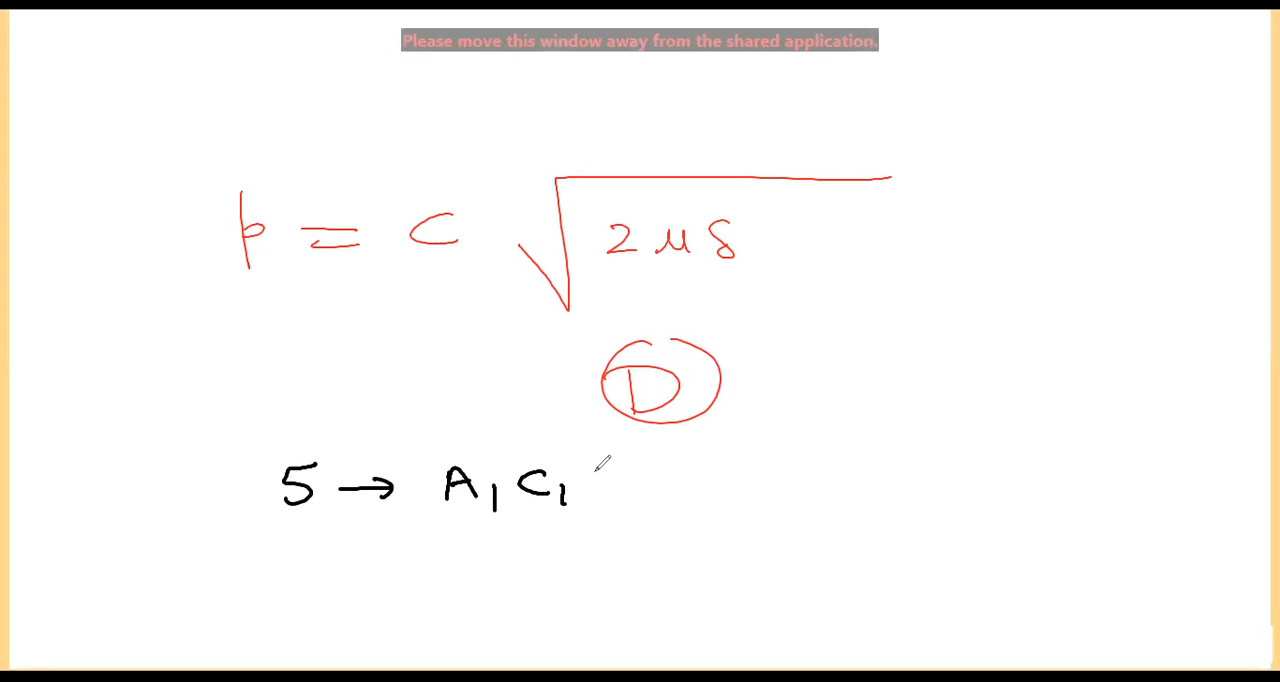 Please move this window away from the shared application.
p = c √2μδ
D
5 → A, C,